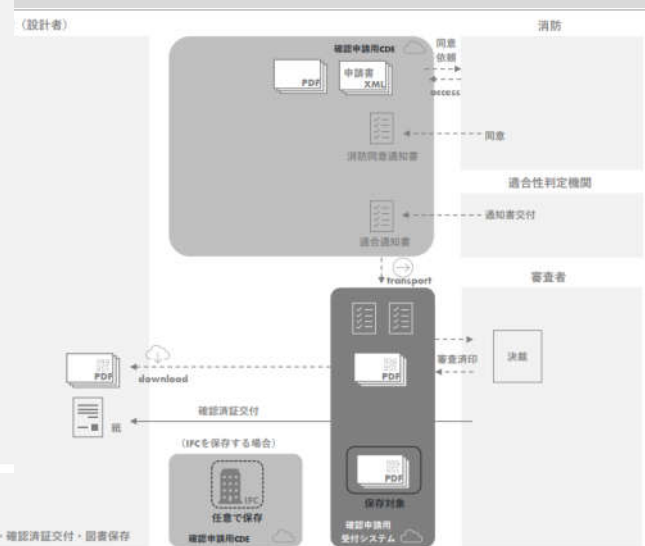 （設計者）
消防
確認申請用CDE
同意
依頼
PDF
申請書
XML
access
消防同意通知書
同意
適合性判定機関
適合通知書
通知書交付
transport
審査者
PDF
download
PDF
審査済印
決裁
紙
確認済証交付
（IFCを保存する場合）
IFC
任意で保存
確認申請用CDE
PDF
保存対象
確認申請用
受付システム
・確認済証交付・図書保存